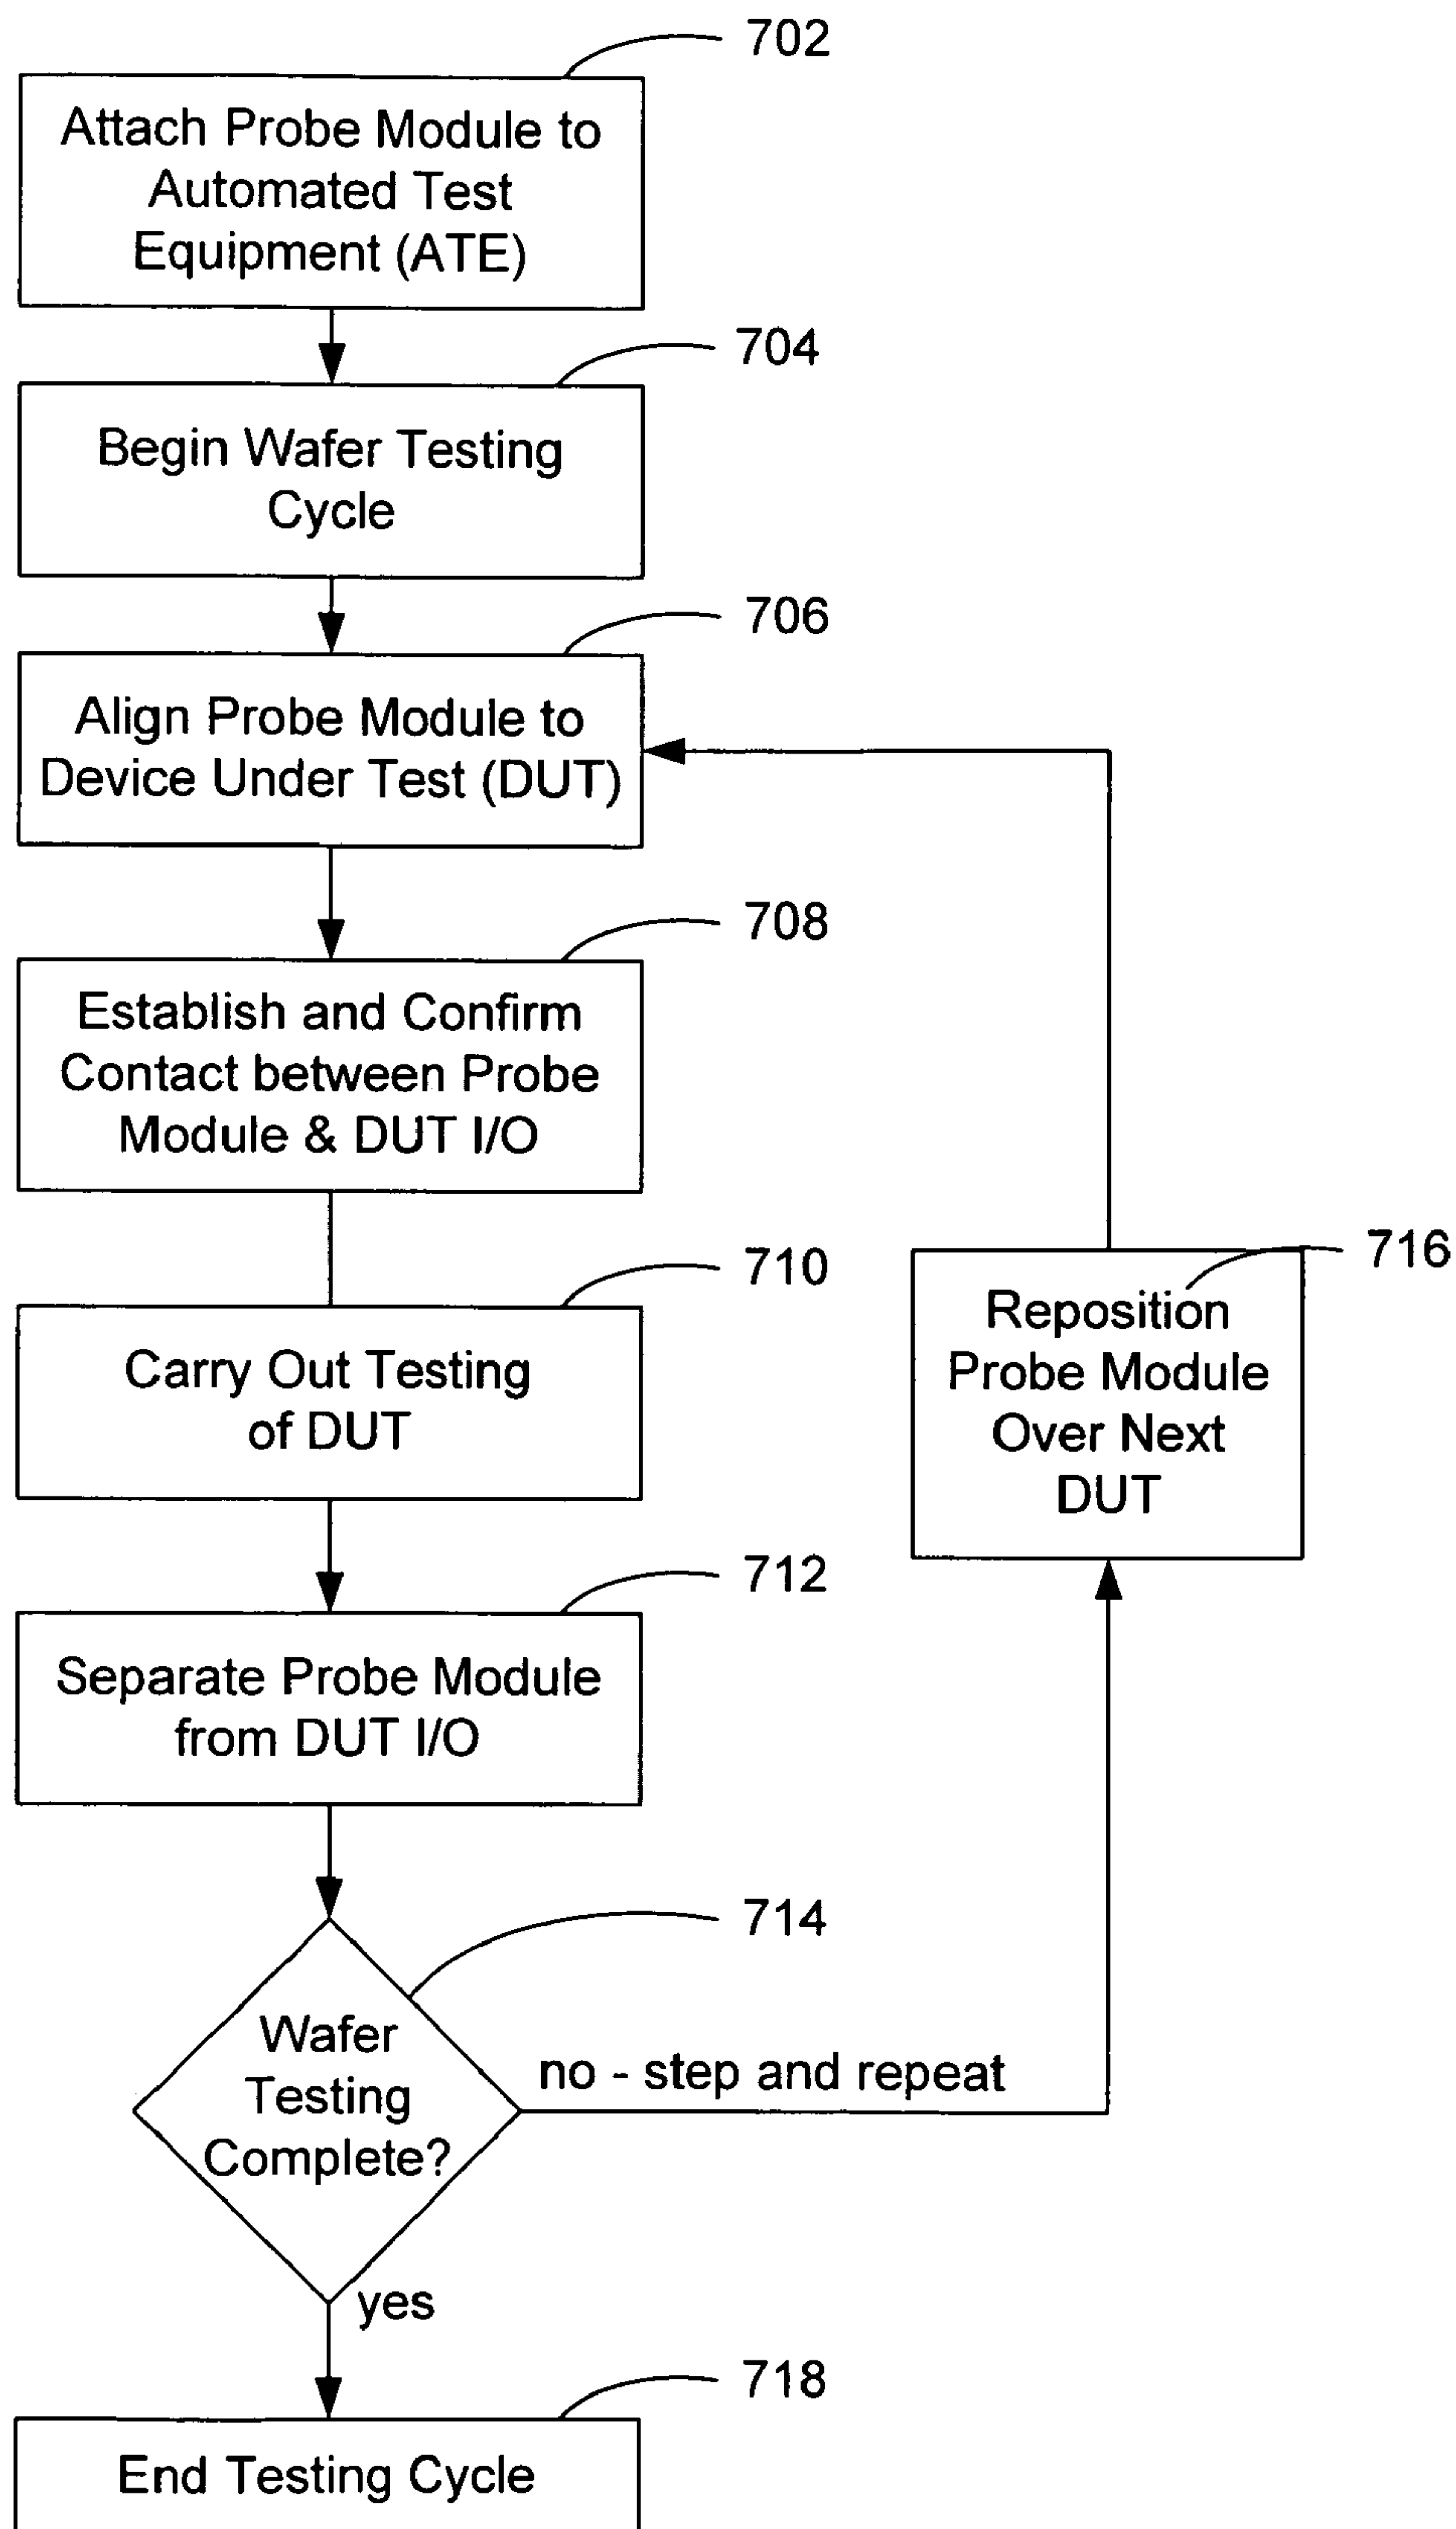 702
Attach Probe Module to
Automated Test
Equipment (ATE)
704
Begin Wafer Testing
Cycle
706
Align Probe Module to
Device Under Test (DUT)
708
Establish and Confirm
Contact between Probe
Module & DUT I/O
710
Carry Out Testing
of DUT
716
Reposition
Probe Module
Over Next
DUT
712
Separate Probe Module
from DUT I/O
714
Wafer
Testing
Complete?
no - step and repeat
yes
718
End Testing Cycle